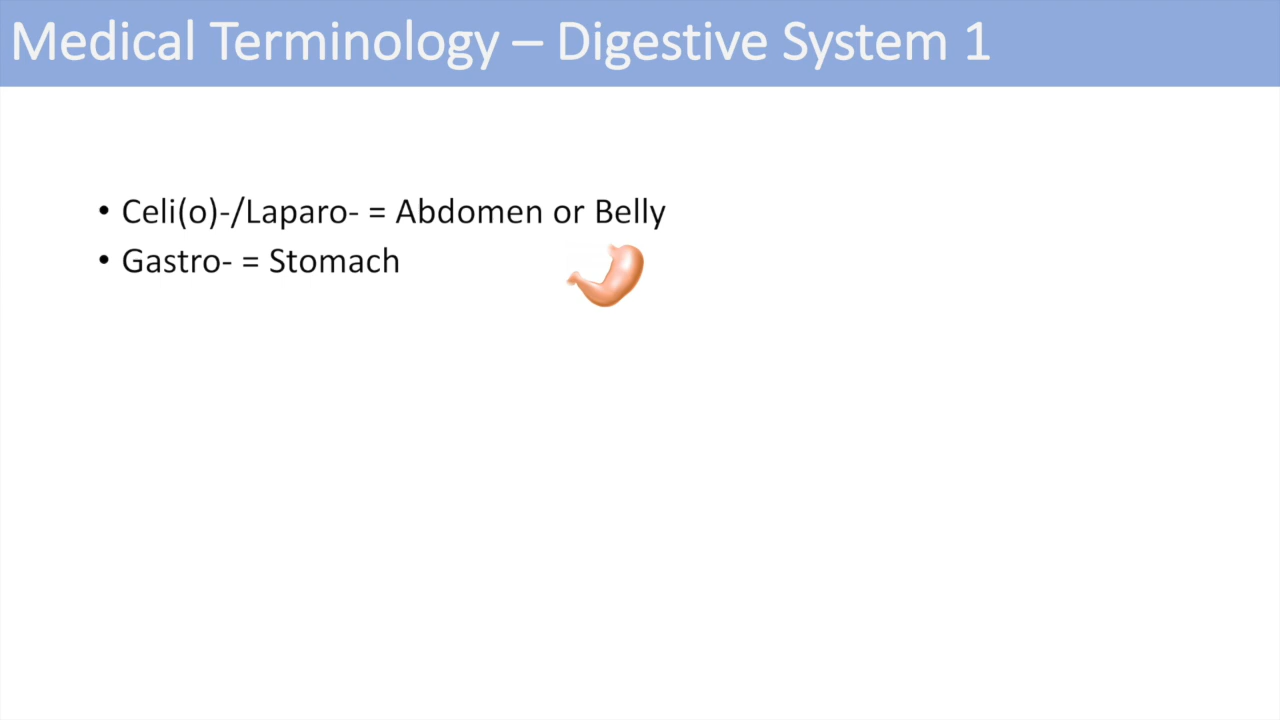 Medical Terminology – Digestive System 1
• Celi(o)-/Laparo- = Abdomen or Belly
• Gastro- = Stomach